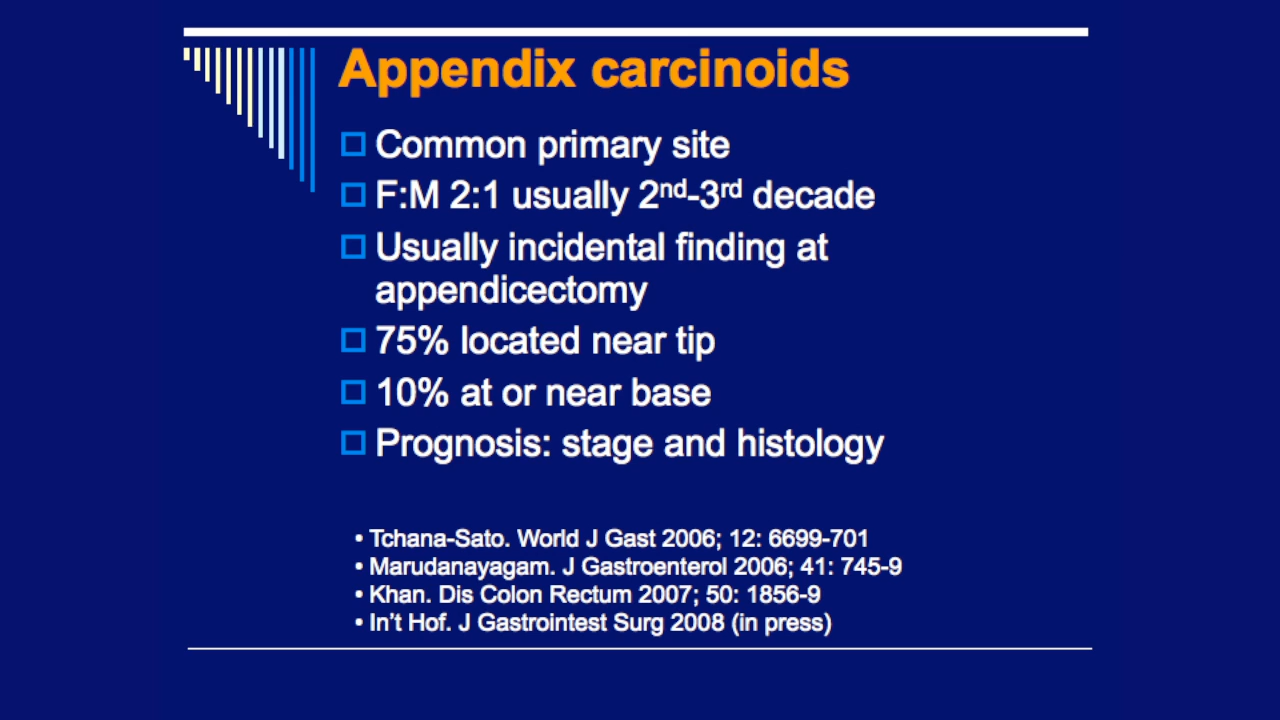 Appendix carcinoids
Common primary site
F:M 2:1 usually 2nd-3rd decade
Usually incidental finding at
appendicectomy
75% located near tip
10% at or near base
Prognosis: stage and histology
• Tchana-Sato. World J Gast 2006; 12: 6699-701
• Marudanayagam. J Gastroenterol 2006; 41: 745-9
• Khan. Dis Colon Rectum 2007; 50: 1856-9
• In’t Hof. J Gastrointest Surg 2008 (in press)